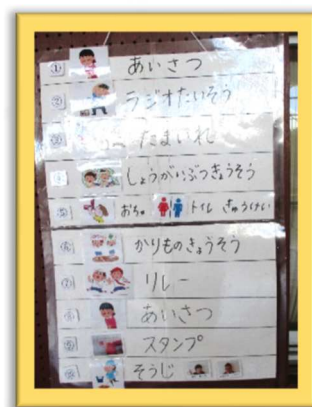 ① あいさつ
② ラジオたいそう
③ たまいれ
④ しょうがいぶつきょうそう
⑤ おちゃ トイレ きゅうけい
⑥ かりものきょうそう
⑦ リレー
⑧ あいさつ
⑨ スタンプ
⑩ そうじ